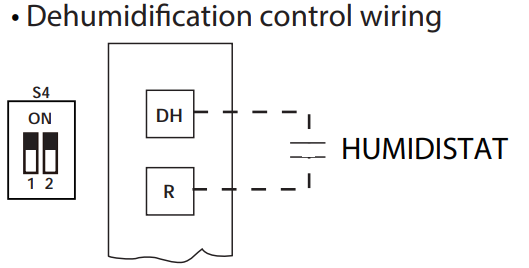 • Dehumidification control wiring
S4
ON
1 2
DH
R
HUMIDISTAT